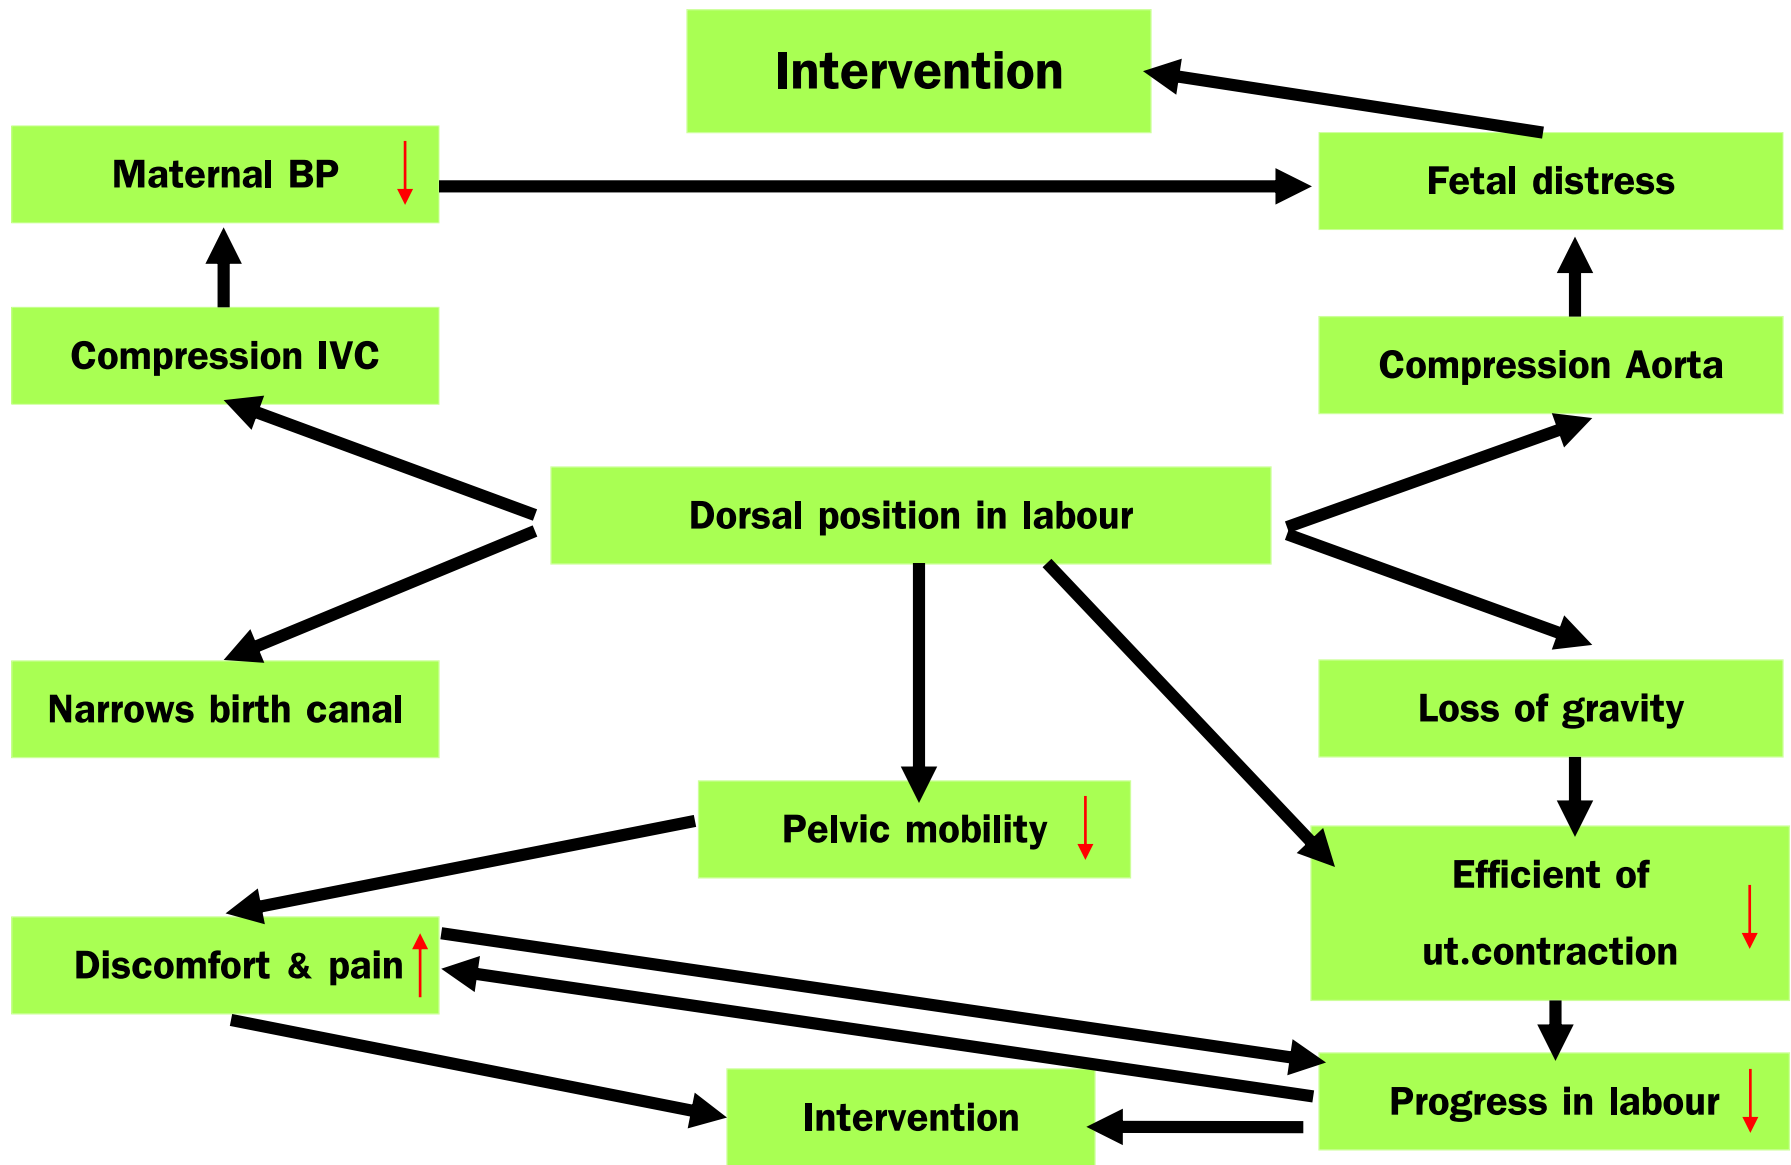 Intervention
Maternal BP
Fetal distress
Compression IVC
Compression Aorta
Dorsal position in labour
Narrows birth canal
Loss of gravity
Pelvic mobility
Efficient of
ut.contraction
Discomfort & pain
Progress in labour
Intervention